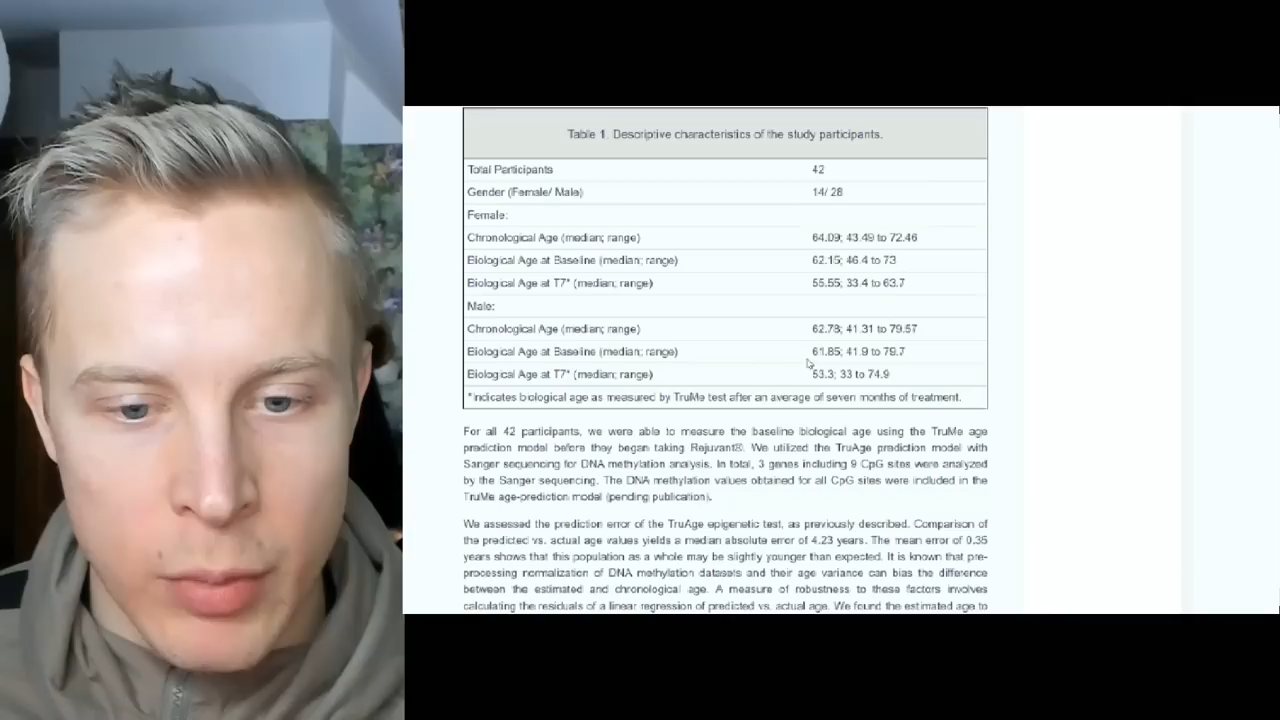 Table 1. Descriptive characteristics of the study participants.
Total Participants 42
Gender (Female/ Male) 14/ 28
Female:
Chronological Age (median; range) 64.09; 43.49 to 72.46
Biological Age at Baseline (median; range) 62.15; 46.4 to 73
Biological Age at T7* (median; range) 55.55; 33.4 to 63.7
Male:
Chronological Age (median; range) 62.78; 41.31 to 79.57
Biological Age at Baseline (median; range) 61.85; 41.9 to 79.7
Biological Age at T7* (median; range) 53.3; 33 to 74.9
*Indicates biological age as measured by TruMe test after an average of seven months of treatment.
For all 42 participants, we were able to measure the baseline biological age using the TruMe age
prediction model before they began taking Rejuvant®. We utilized the TruAge prediction model with
Sanger sequencing for DNA methylation analysis. In total, 3 genes including 9 CpG sites were analyzed
by the Sanger sequencing. The DNA methylation values obtained for all CpG sites were included in the
TruMe age-prediction model (pending publication).
We assessed the prediction error of the TruAge epigenetic test, as previously described. Comparison of
the predicted vs. actual age values yields a median absolute error of 4.23 years. The mean error of 0.35
years shows that this population as a whole may be slightly younger than expected. It is known that pre-
processing normalization of DNA methylation datasets and their age variance can bias the difference
between the estimated and chronological age. A measure of robustness to these factors involves
calculating the residuals of a linear regression of predicted vs. actual age. We found the estimated age to